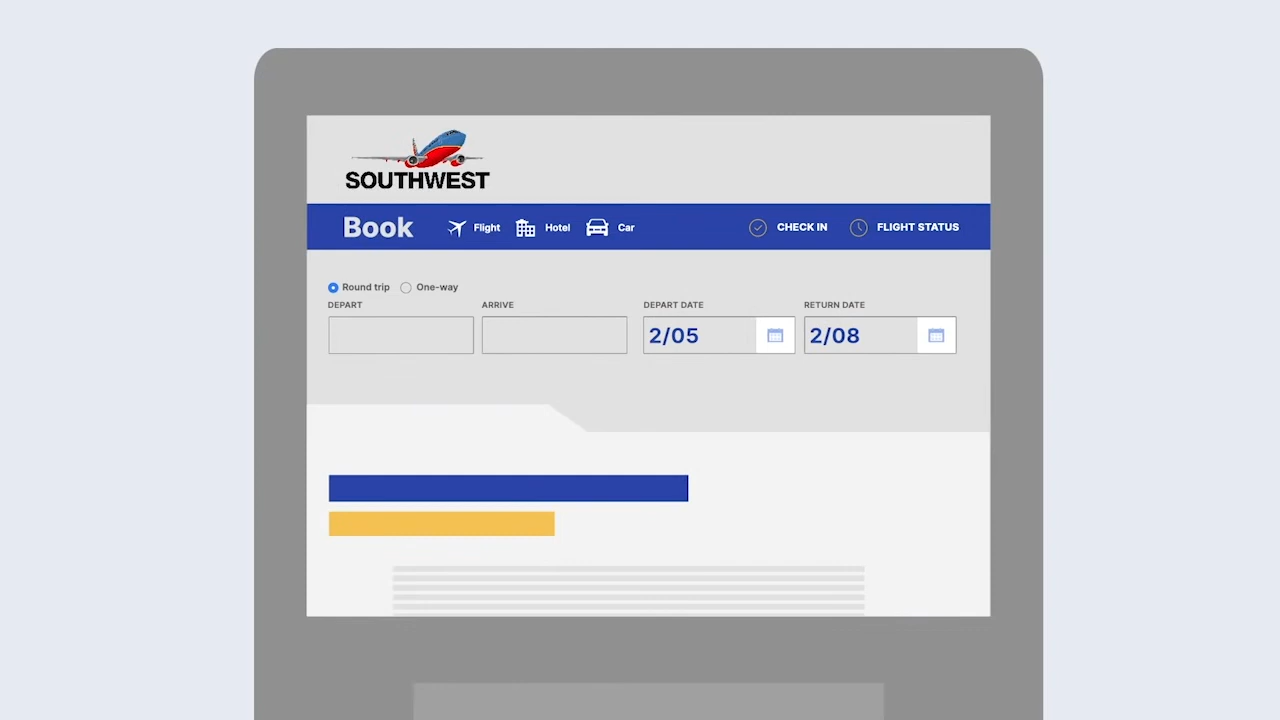 SOUTHWEST
Book Flight Hotel Car CHECK IN FLIGHT STATUS
Round trip One-way
DEPART ARRIVE DEPART DATE RETURN DATE
2/05 2/08